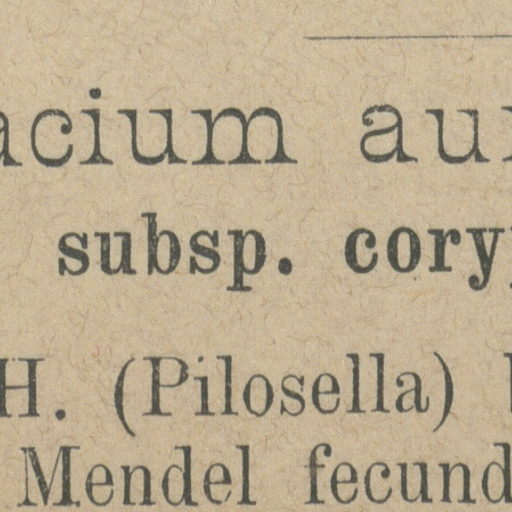 acium au
subsp. cory
H. (Pilosella)
Mendel fecund